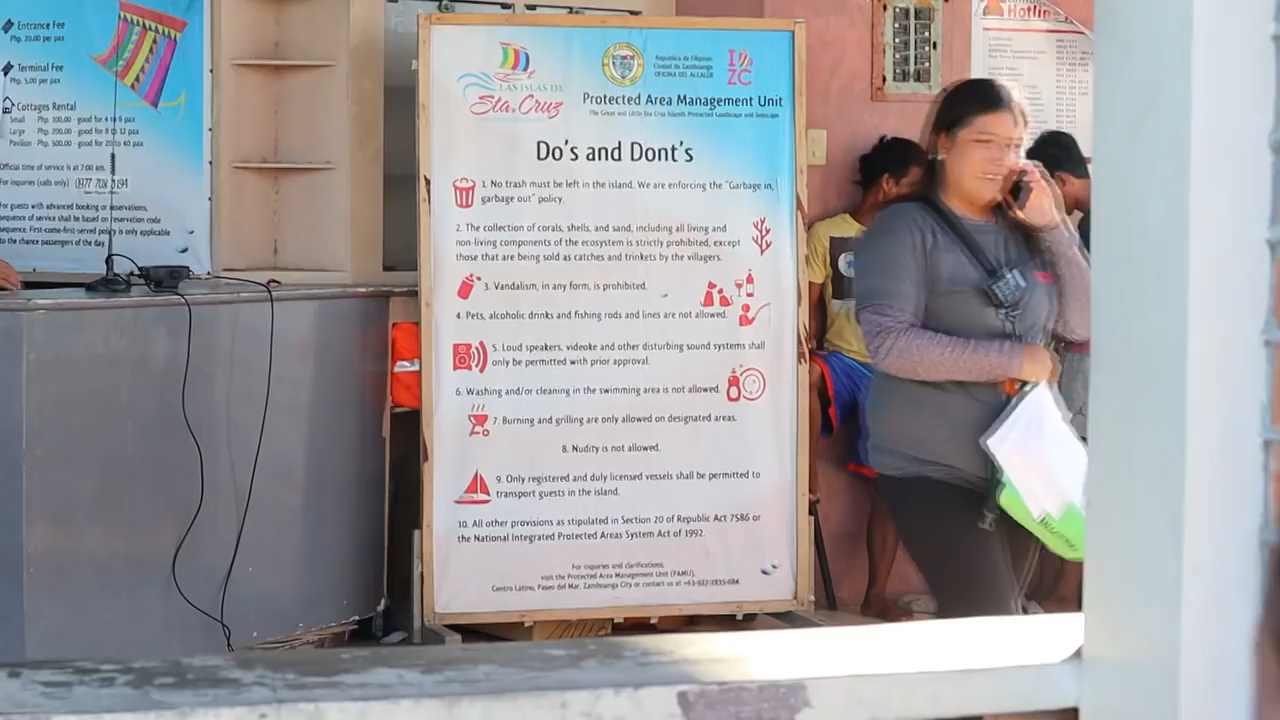 Entrance Fee
Php. 20.00 per pax
Terminal Fee
Php. 5.00 per pax
Cottages Rental
Small - Php. 100.00 - good for 4 to 6 pax
Large - Php. 200.00 - good for 8 to 12 pax
Pavilion - Php. 500.00 - good for 20 to 40 pax
Official time of service is at 7:00 am.
For inquiries (calls only)
For guests with advanced booking or reservations,
sequence of service shall be based on reservation code
sequence. First-come-first-served policy is only applicable
to the chance passengers of the day.
LAS ISLAS DE
Sta. Cruz
Republica de Filipinas
Ciudad de Zamboanga
OFICINA DEL ALCALDE
ZC
Protected Area Management Unit
The Great and Little Sta Cruz Islands Protected Landscape and Seascape
Do's and Dont's
1. No trash must be left in the island. We are enforcing the "Garbage in,
garbage out" policy.
2. The collection of corals, shells, and sand, including all living and
non-living components of the ecosystem is strictly prohibited, except
those that are being sold as catches and trinkets by the villagers.
3. Vandalism, in any form, is prohibited.
4. Pets, alcoholic drinks and fishing rods and lines are not allowed.
5. Loud speakers, videoke and other disturbing sound systems shall
only be permitted with prior approval.
6. Washing and/or cleaning in the swimming area is not allowed.
7. Burning and grilling are only allowed on designated areas.
8. Nudity is not allowed.
9. Only registered and duly licensed vessels shall be permitted to
transport guests in the island.
10. All other provisions as stipulated in Section 20 of Republic Act 7586 or
the National Integrated Protected Areas System Act of 1992.
For inquiries and clarifications,
visit the Protected Area Management Unit (PAMU),
Centro Latino, Paseo del Mar, Zamboanga City or contact us at
Hotline